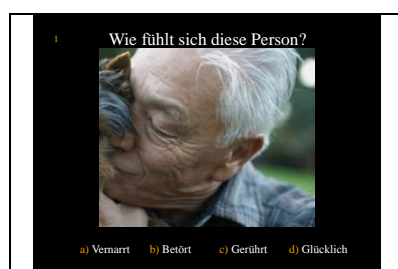 1
Wie fühlt sich diese Person?
a) Vernarrt b) Betört c) Gerührt d) Glücklich